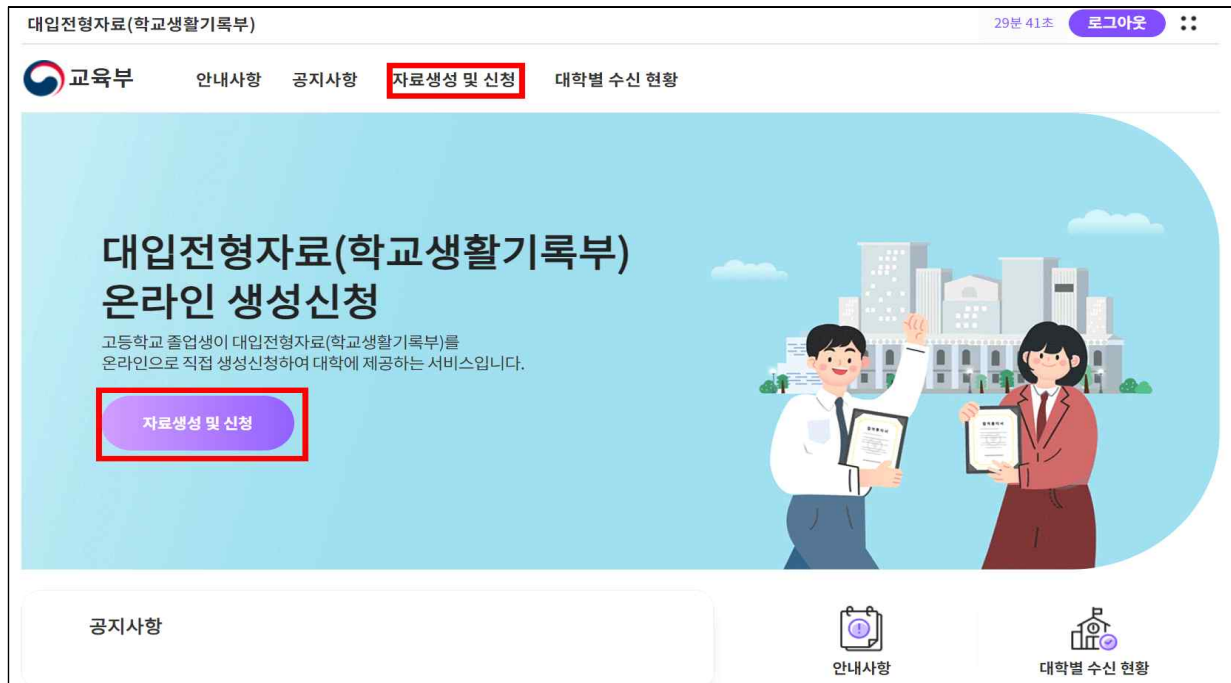 대입전형자료(학교생활기록부)
29분 41초 로그아웃
교육부 안내사항 공지사항 자료생성 및 신청 대학별 수신 현황
대입전형자료(학교생활기록부)
온라인 생성신청
고등학교 졸업생이 대입전형자료(학교생활기록부)를
온라인으로 직접 생성신청하여 대학에 제공하는 서비스입니다.
자료생성 및 신청
공지사항
안내사항
대학별 수신 현황